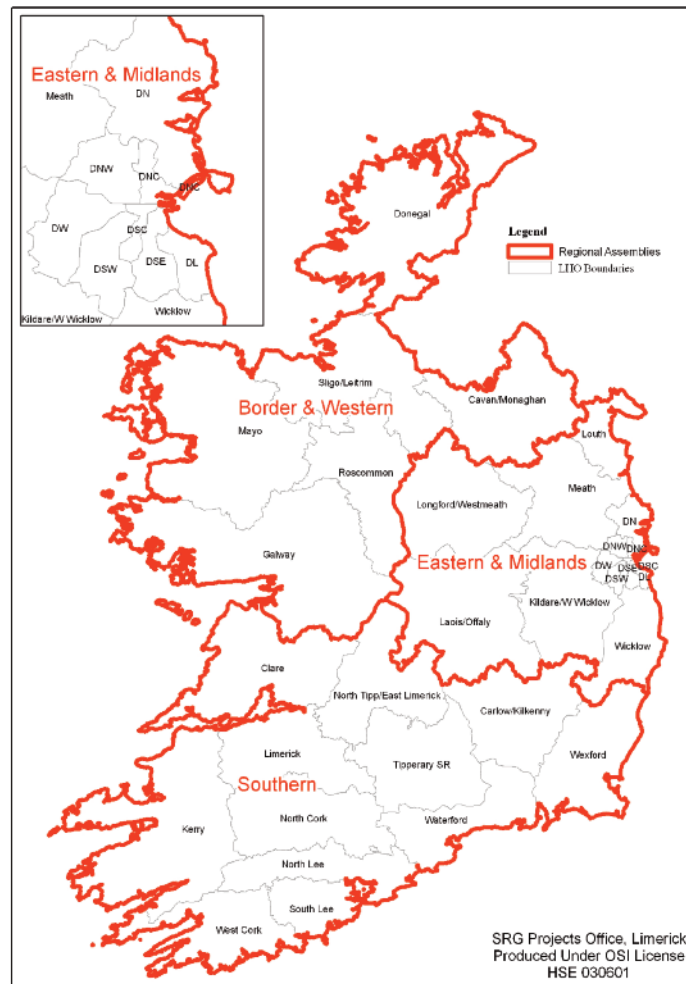 Eastern & Midlands
Meath
DN
DNW
DNC
DNC
DW
DSC
DSW
DSE
DL
Wicklow
Kildare/W Wicklow
Donegal
Legend
Regional Assemblies
LHO Boundaries
Sligo/Leitrim
Cavan/Monaghan
Border & Western
Mayo
Louth
Roscommon
Meath
Longford/Westmeath
DN
DNW
DNC
Galway
Eastern & Midlands
DW
DSE
DSC
DSW
DL
Kildare/W Wicklow
Laois/Offaly
Wicklow
Clare
North Tipp/East Limerick
Carlow/Kilkenny
Limerick
Tipperary SR
Wexford
Southern
North Cork
Waterford
Kerry
North Lee
South Lee
West Cork
SRG Projects Office, Limerick
Produced Under OSI License
HSE 030601